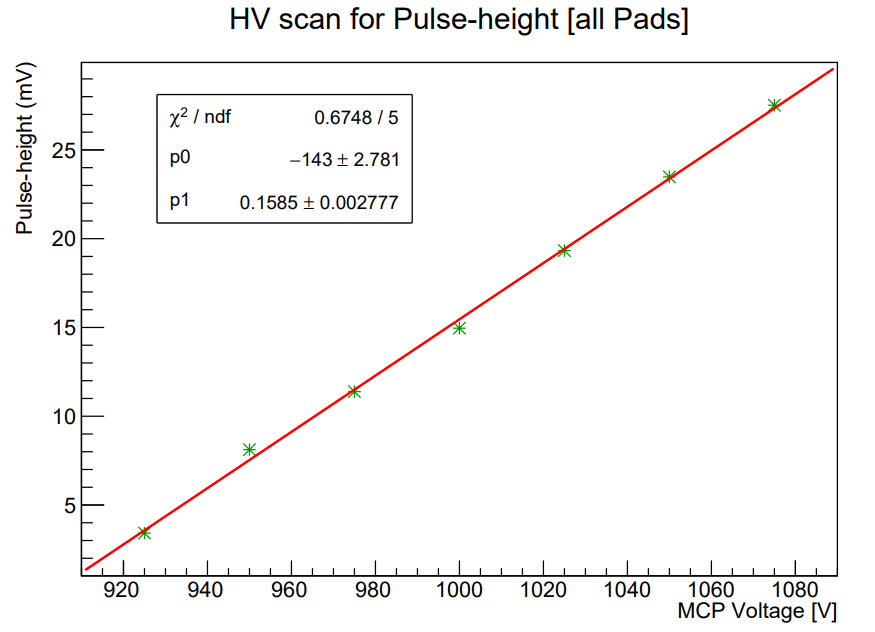 HV scan for Pulse-height [all Pads]
Pulse-height (mV)
χ² / ndf 0.6748 / 5
p0 −143 ± 2.781
p1 0.1585 ± 0.002777
25
20
15
10
5
920 940 960 980 1000 1020 1040 1060 1080
MCP Voltage [V]